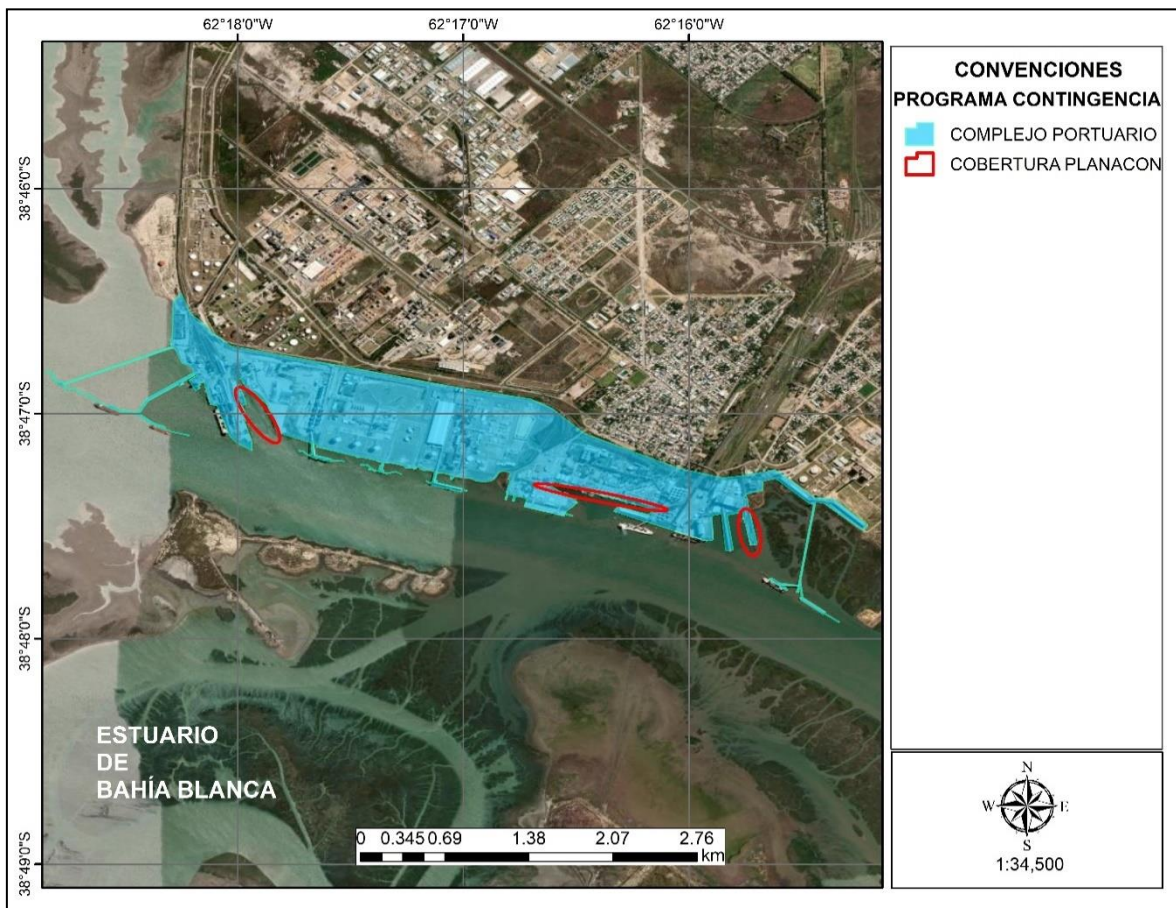 62°18'0"W
62°17'0"W
62°16'0"W
38°46'0"S
38°47'0"S
38°48'0"S
38°49'0"S
ESTUARIO
DE
BAHÍA BLANCA
0 0.345 0.69 1.38 2.07 2.76
km
CONVENCIONES
PROGRAMA CONTINGENCIA
COMPLEJO PORTUARIO
COBERTURA PLANACON
N
W E
S
1:34,500